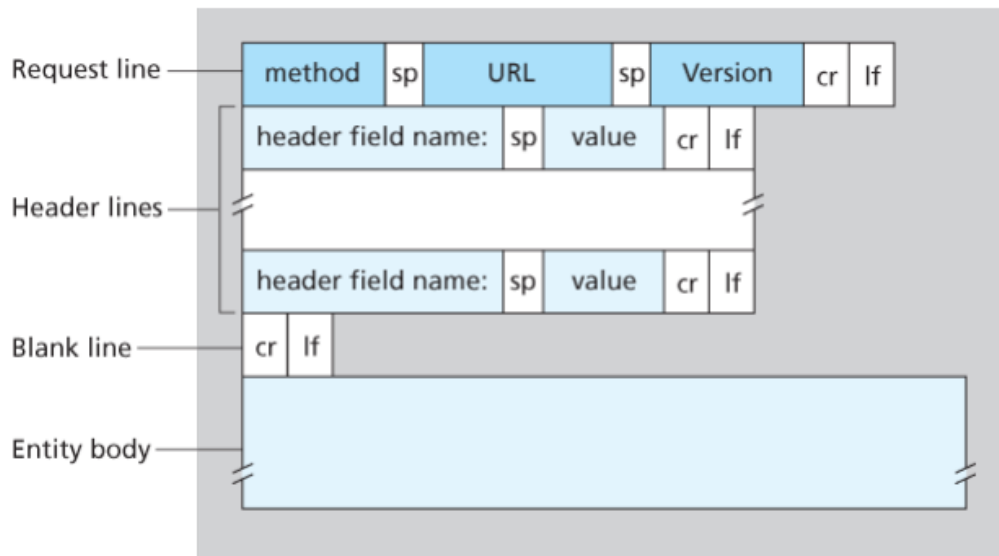 Request line
method sp URL sp Version cr lf
header field name: sp value cr lf
Header lines
header field name: sp value cr lf
Blank line
cr lf
Entity body